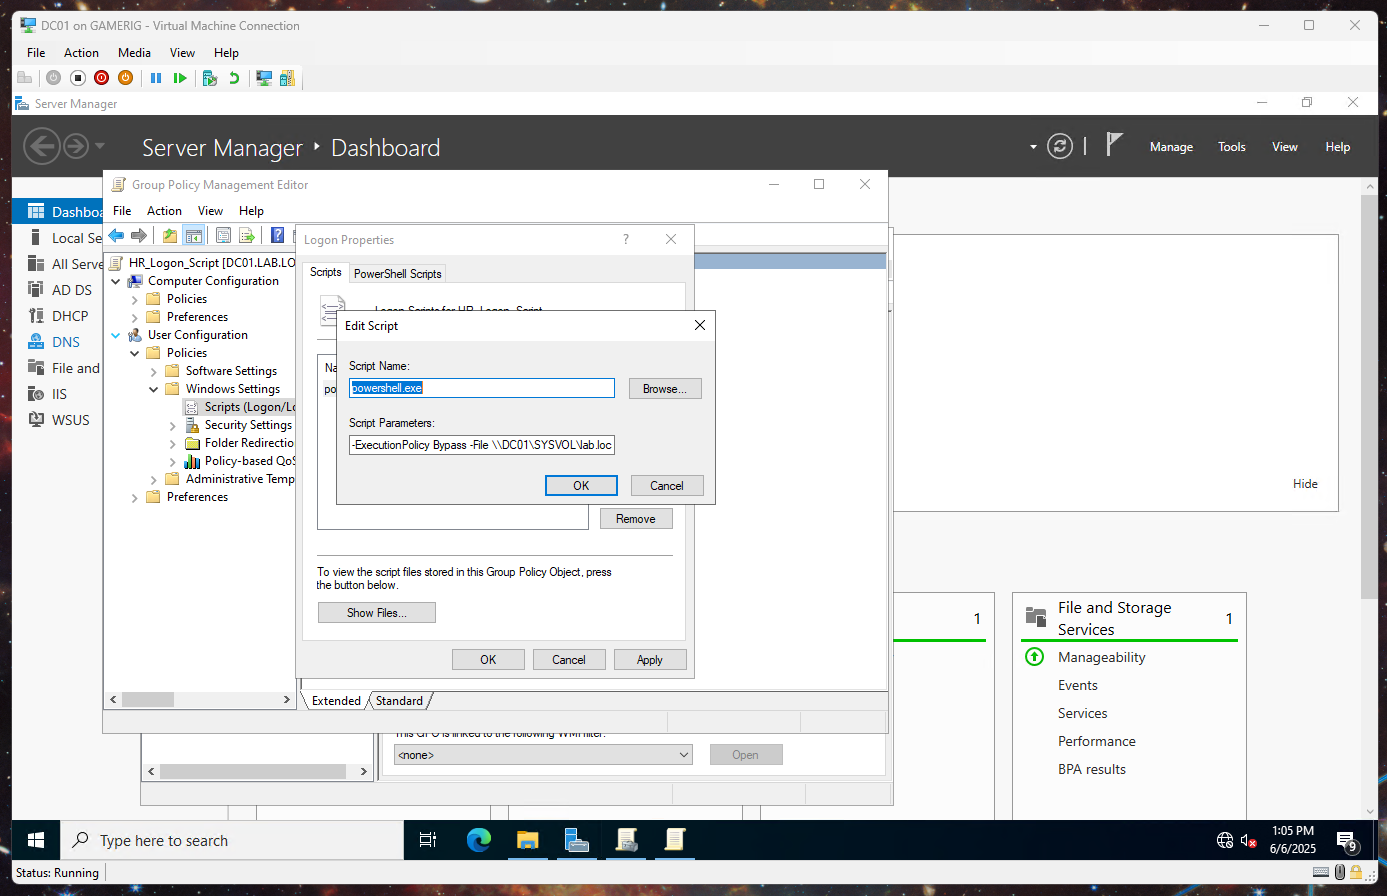 DC01 on GAMERIG - Virtual Machine Connection
File Action Media View Help
Server Manager
Server Manager Dashboard
Manage Tools View Help
Group Policy Management Editor
File Action View Help
Dashboa
Local Se
All Serve
AD DS
DHCP
DNS
File and
IIS
WSUS
HR_Logon_Script [DC01.LAB.LO
Computer Configuration
Policies
Preferences
User Configuration
Policies
Software Settings
Windows Settings
Scripts (Logon/Lo
Security Settings
Folder Redirectio
Policy-based QoS
Administrative Temp
Preferences
Logon Properties
?
Scripts PowerShell Scripts
Logon Scripts for HR_Logon_Script
Na
po
Edit Script
Script Name:
powershell.exe
Browse...
Script Parameters:
-ExecutionPolicy Bypass -File \\DC01\SYSVOL\lab.loc
OK Cancel
Remove
To view the script files stored in this Group Policy Object, press
the button below.
Show Files...
OK Cancel Apply
Extended Standard
This GPO is linked to the following WMI filter:
<none>
Open
Hide
1
File and Storage
Services
1
Manageability
Events
Services
Performance
BPA results
Type here to search
1:05 PM
6/6/2025
9
Status: Running